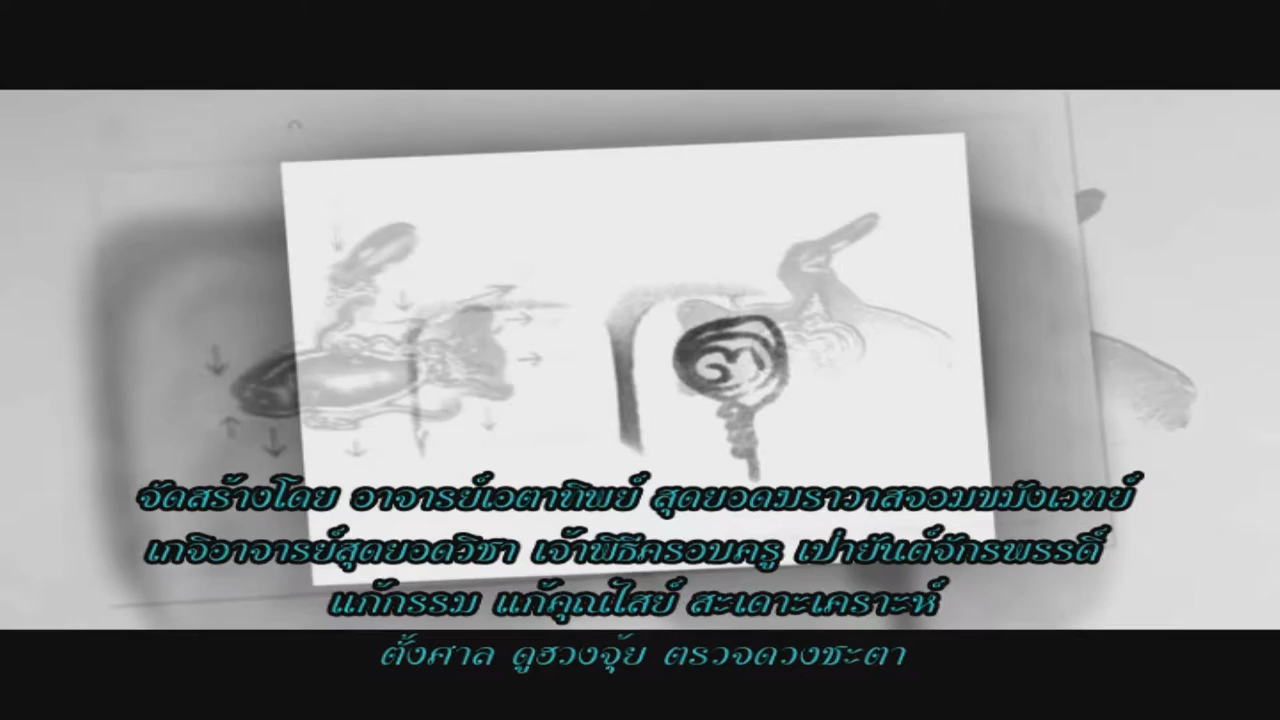 จัดสร้างโดย อาจารย์เอตาทิพย์ สุดยอดฆราวาสจอมขมังเวทย์
เกจิอาจารย์สุดยอดวิชา เจ้าพิธีครอบครู เป่ายันต์จักรพรรดิ์
แก้กรรม แก้คุณไสย์ สะเดาะเคราะห์
ตั้งศาล ดูฮวงจุ้ย ตรวจดวงชะตา